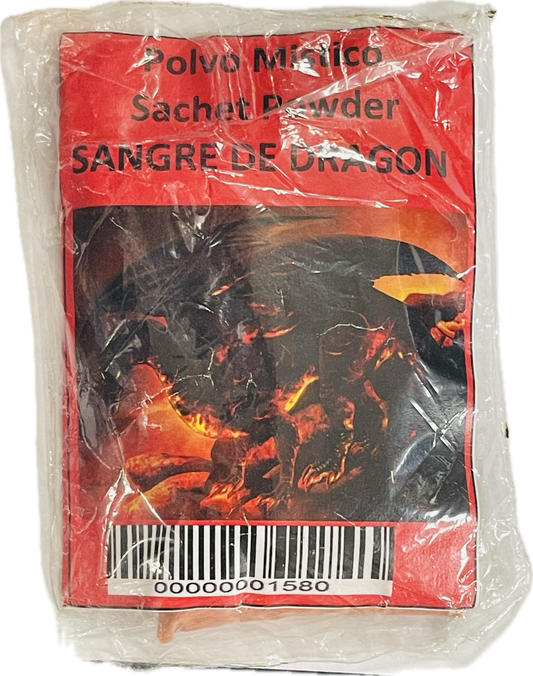 Polvo Mistico
Sachet Powder
SANGRE DE DRAGON
00000001580